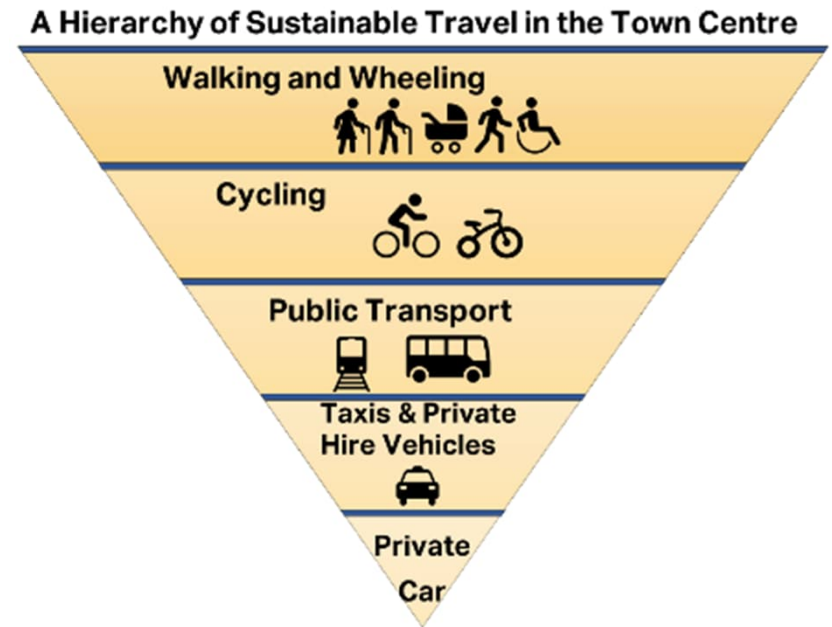 A Hierarchy of Sustainable Travel in the Town Centre
Walking and Wheeling
Cycling
Public Transport
Taxis & Private
Hire Vehicles
Private
Car